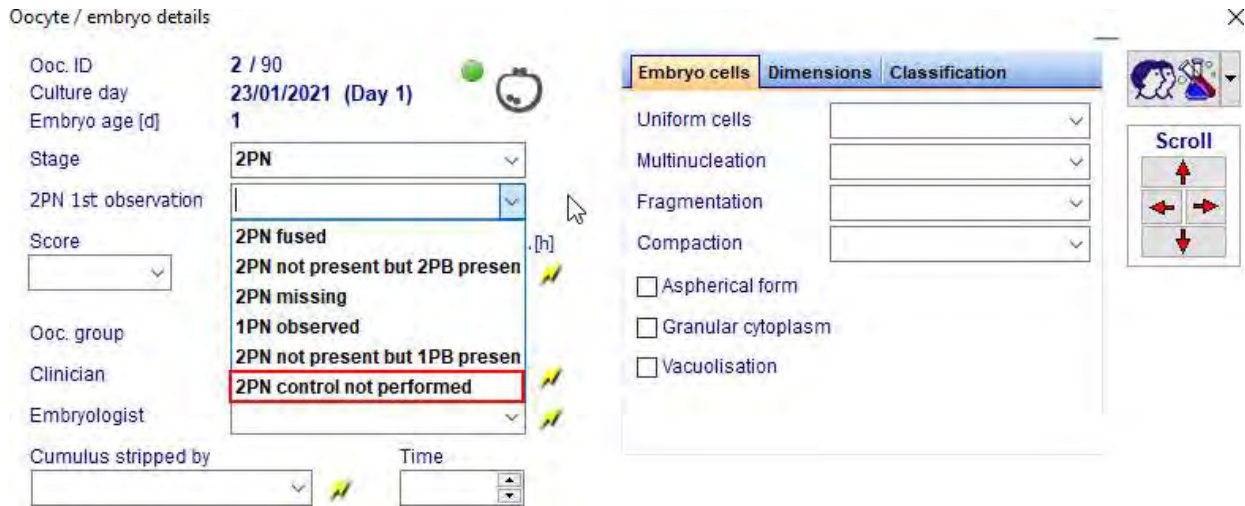 Oocyte / embryo details
Ooc. ID 2 / 90
Culture day 23/01/2021 (Day 1)
Embryo age [d] 1
Stage 2PN
2PN 1st observation
Score .[h]
2PN fused
2PN not present but 2PB presen
2PN missing
1PN observed
2PN not present but 1PB presen
2PN control not performed
Ooc. group
Clinician
Embryologist
Cumulus stripped by Time
Embryo cells Dimensions Classification
Uniform cells
Multinucleation
Fragmentation
Compaction
Aspherical form
Granular cytoplasm
Vacuolisation
Scroll